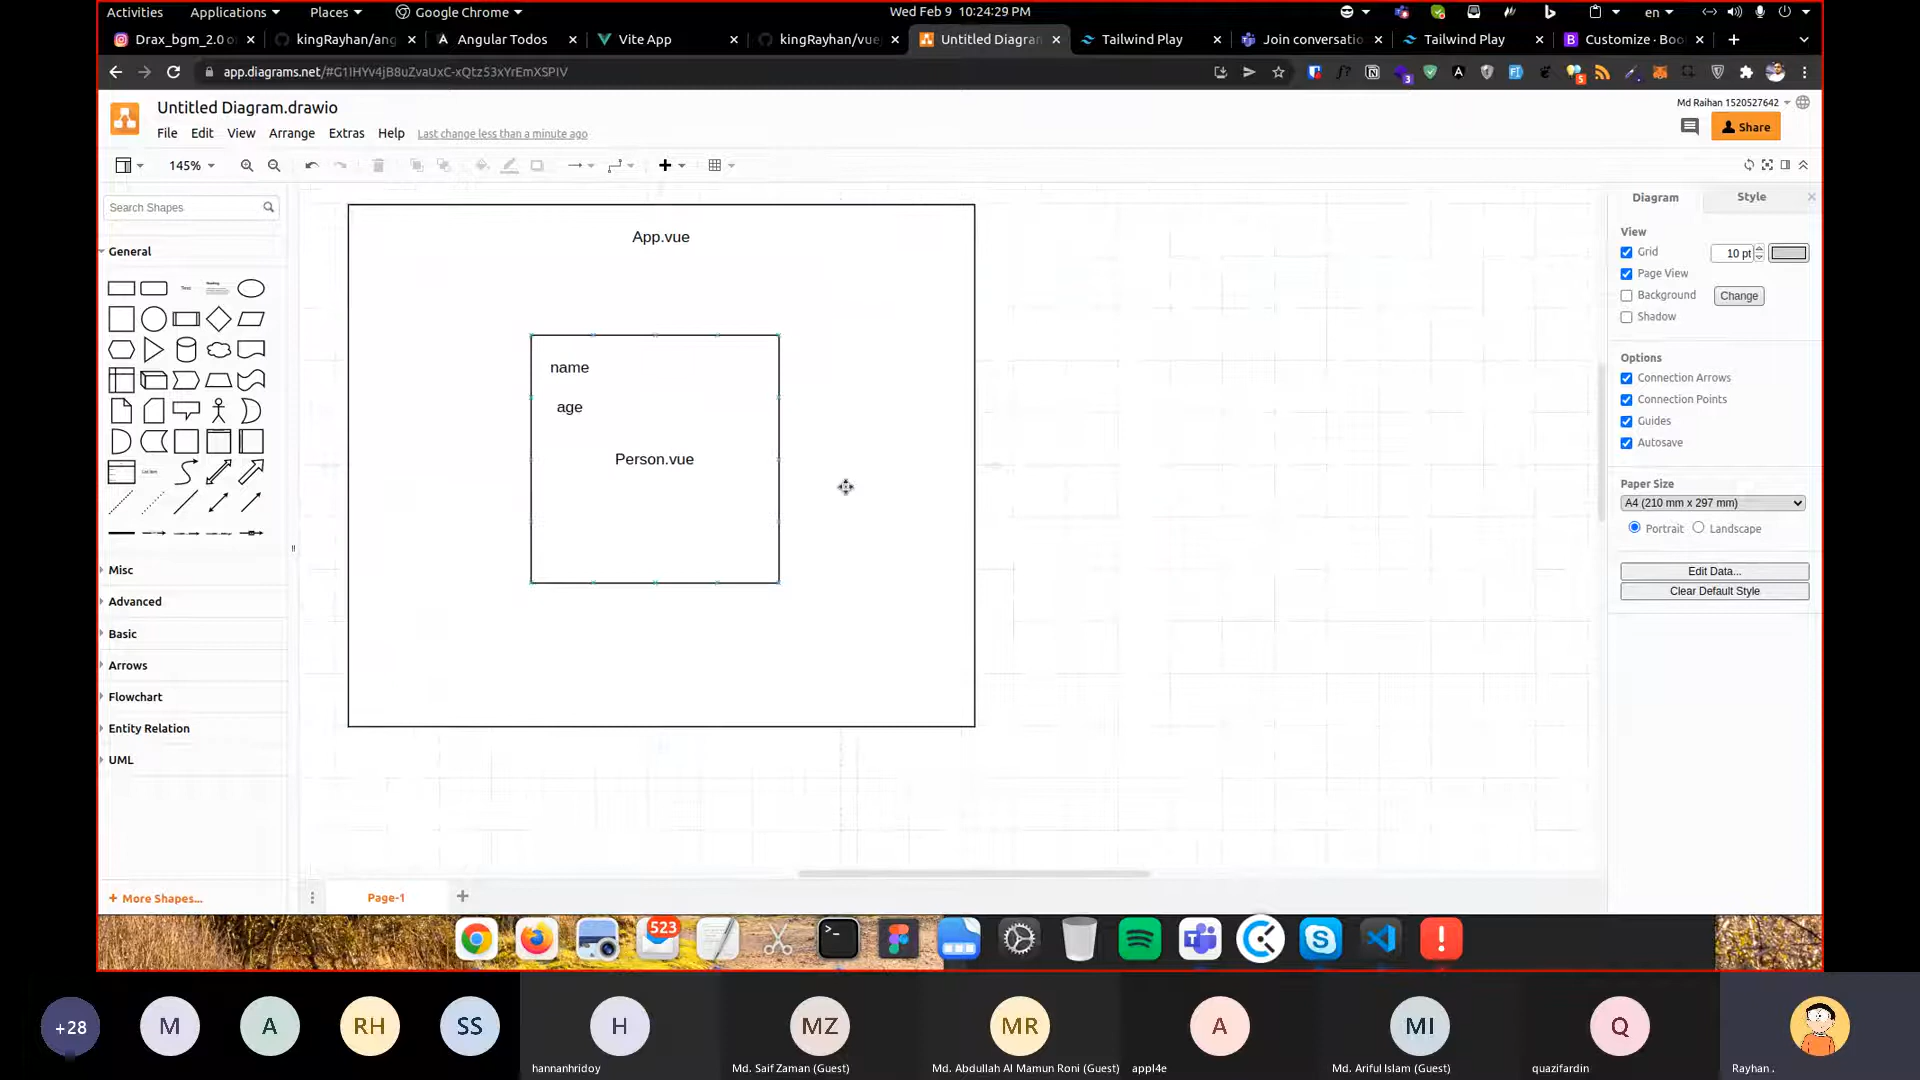 Activities Applications Places Google Chrome Wed Feb 9 10:24:29 PM en
Drax_bgm_2.0 o kingRayhan/ang Angular Todos Vite App kingRayhan/vue Untitled Diagram Tailwind Play Join conversatio Tailwind Play Customize · Boo
app.diagrams.net/#G1IHYv4jB8uZvaUxC-xQtz53xYrEmXSPIV
Untitled Diagram.drawio
Md Raihan 1520527642
File Edit View Arrange Extras Help Last change less than a minute ago
Share
145%
Search Shapes
General
Misc
Advanced
Basic
Arrows
Flowchart
Entity Relation
UML
+ More Shapes...
App.vue
name
age
Person.vue
Page-1
Diagram Style
View
Grid 10 pt
Page View
Background Change
Shadow
Options
Connection Arrows
Connection Points
Guides
Autosave
Paper Size
A4 (210 mm x 297 mm)
Portrait Landscape
Edit Data...
Clear Default Style
523
+28 M A RH SS H MZ MR A MI Q
hannanhridoy Md. Saif Zaman (Guest) Md. Abdullah Al Mamun Roni (Guest) appl4e Md. Ariful Islam (Guest) quazifardin Rayhan .